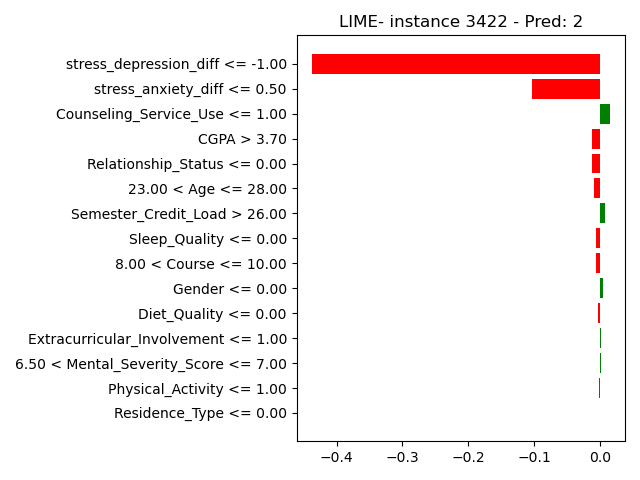 LIME- instance 3422 - Pred: 2
stress_depression_diff <= -1.00
stress_anxiety_diff <= 0.50
Counseling_Service_Use <= 1.00
CGPA > 3.70
Relationship_Status <= 0.00
23.00 < Age <= 28.00
Semester_Credit_Load > 26.00
Sleep_Quality <= 0.00
8.00 < Course <= 10.00
Gender <= 0.00
Diet_Quality <= 0.00
Extracurricular_Involvement <= 1.00
6.50 < Mental_Severity_Score <= 7.00
Physical_Activity <= 1.00
Residence_Type <= 0.00
−0.4 −0.3 −0.2 −0.1 0.0